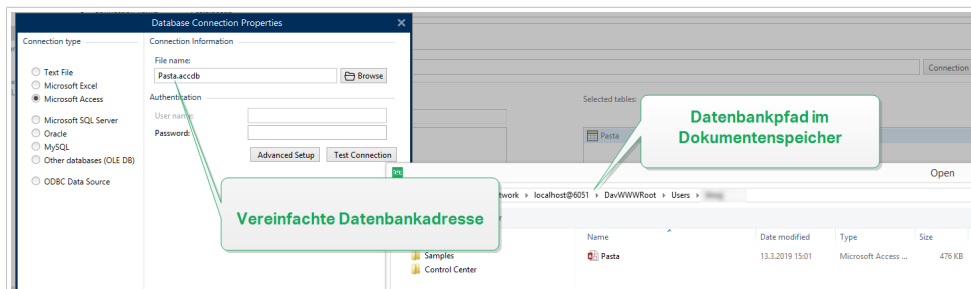 Database Connection Properties
Connection type
Connection Information
File name:
Pasta.accdb
Browse
Text File
Microsoft Excel
Microsoft Access
Microsoft SQL Server
Oracle
MySQL
Other databases (OLE DB)
ODBC Data Source
Authentication
User name:
Password:
Advanced Setup
Test Connection
Connection
Selected tables:
Pasta
Datenbankpfad im
Dokumentenspeicher
Vereinfachte Datenbankadresse
Open
localhost@6051 › DavWWWRoot › Users ›
Name
Date modified
Type
Size
Samples
Control Center
Pasta
13.3.2019 15:01
Microsoft Access ...
476 KB